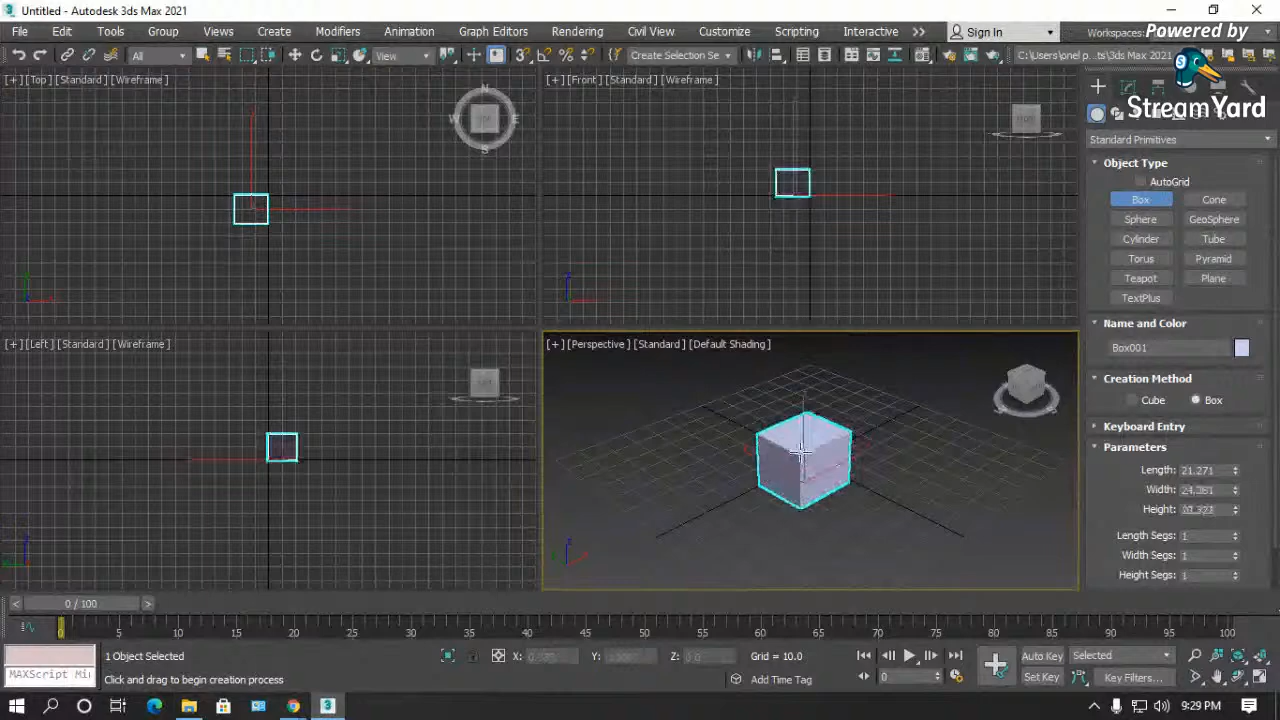 Untitled - Autodesk 3ds Max 2021
File Edit Tools Group Views Create Modifiers Animation Graph Editors Rendering Civil View Customize Scripting Interactive Sign In Workspaces:
Powered by
StreamYard
All View Create Selection Se
[+] [Top] [Standard] [Wireframe]
N
W E
S
[+] [Front] [Standard] [Wireframe]
Standard Primitives
Object Type
AutoGrid
Box Cone
Sphere GeoSphere
Cylinder Tube
Torus Pyramid
Teapot Plane
TextPlus
Name and Color
Box001
Creation Method
Cube Box
Keyboard Entry
Parameters
Length: 21.271
Width: 24.381
Height:
Length Segs: 1
Width Segs: 1
Height Segs: 1
[+] [Left] [Standard] [Wireframe]
[+] [Perspective] [Standard] [Default Shading]
< 0 / 100 >
0 5 10 15 20 25 30 35 40 45 50 55 60 65 70 75 80 85 90 95 100
1 Object Selected X: Y: Z: Grid = 10.0
Auto Key Selected
MAXScript Mi
Click and drag to begin creation process
Add Time Tag
0
Set Key Key Filters...
9:29 PM